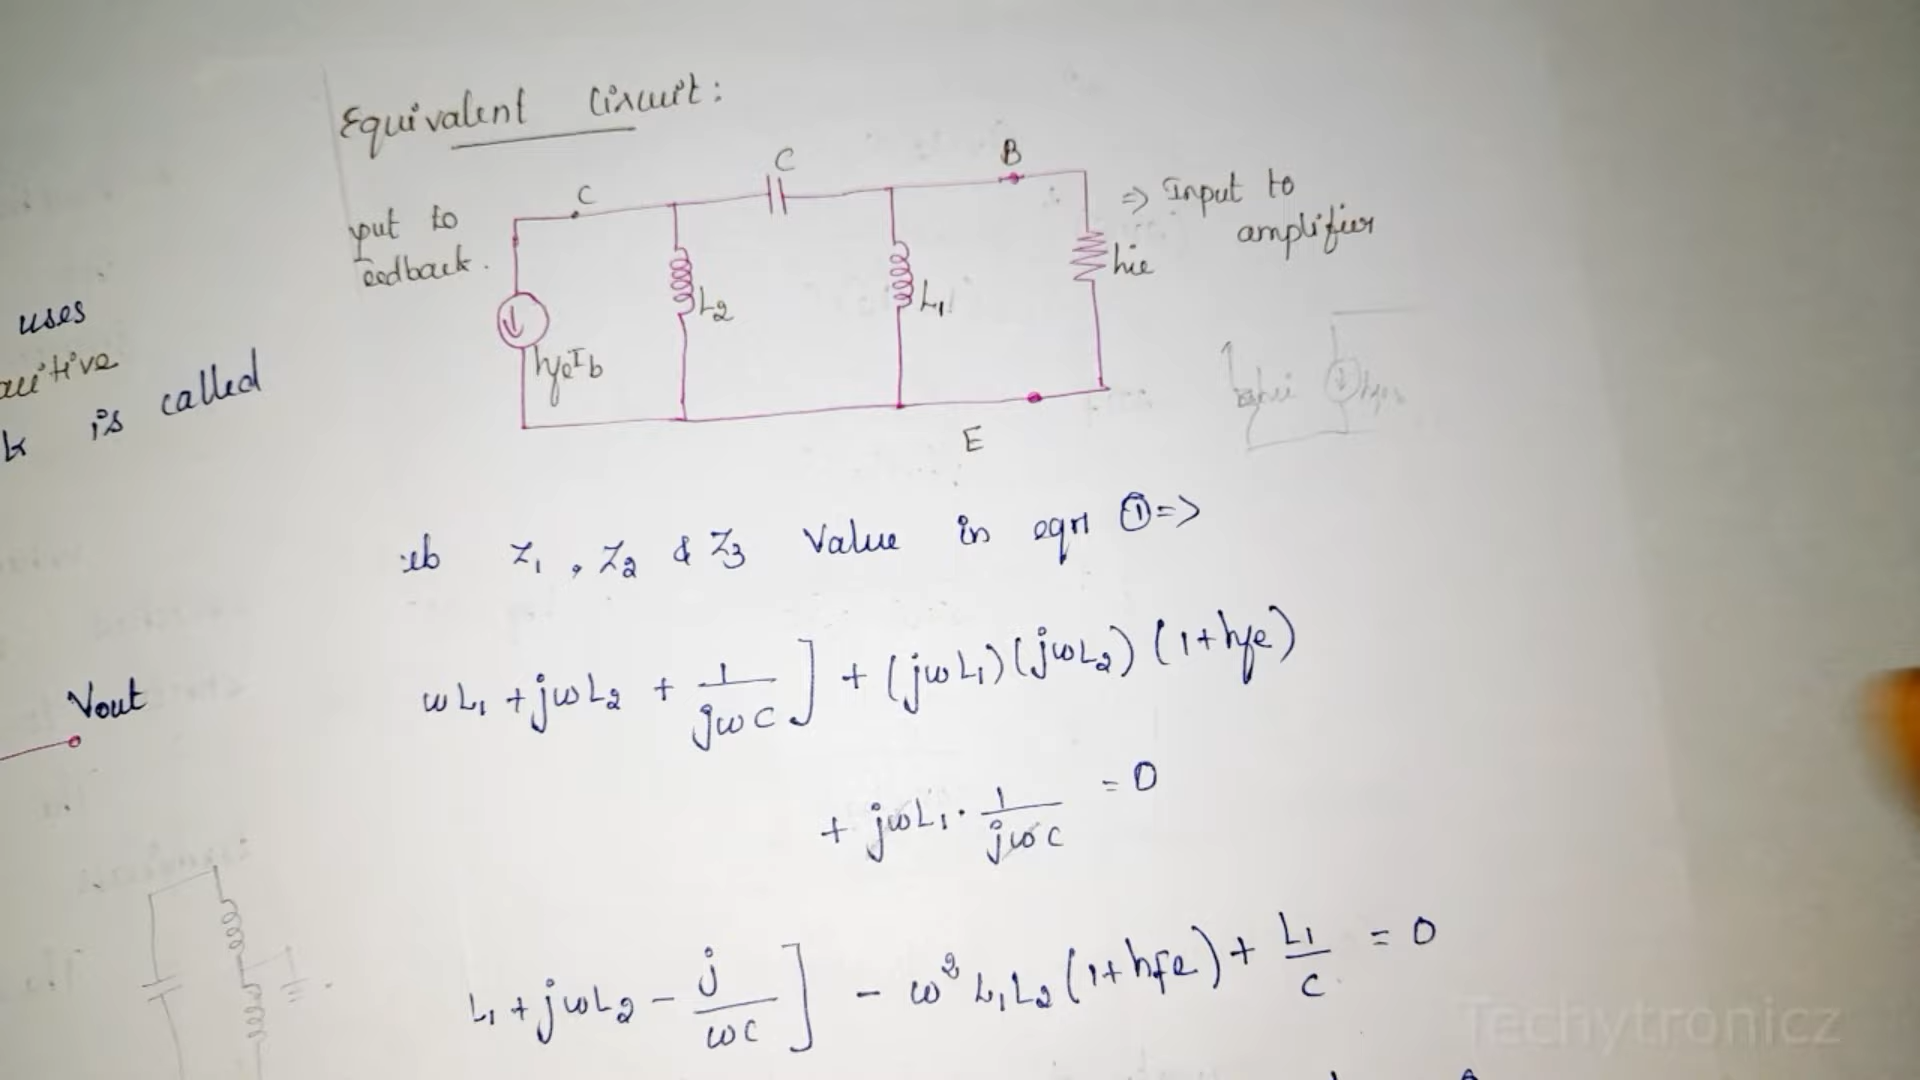 Equivalent Circuit:
C
C
B
put to
eedback.
L2
L1
hie
=> Input to
amplifier
hfeIb
E
uses
is called
eb Z1, Z2 & Z3 Value in eqn ① =>
ωL1 + jωL2 + 1/jωC ] + (jωL1)(jωL2)(1+hfe)
+ jωL1 · 1/jωC = 0
Vout
L1 + jωL2 - j/ωC ] - ω²L1L2(1+hfe) + L1/C = 0
Techytronicz